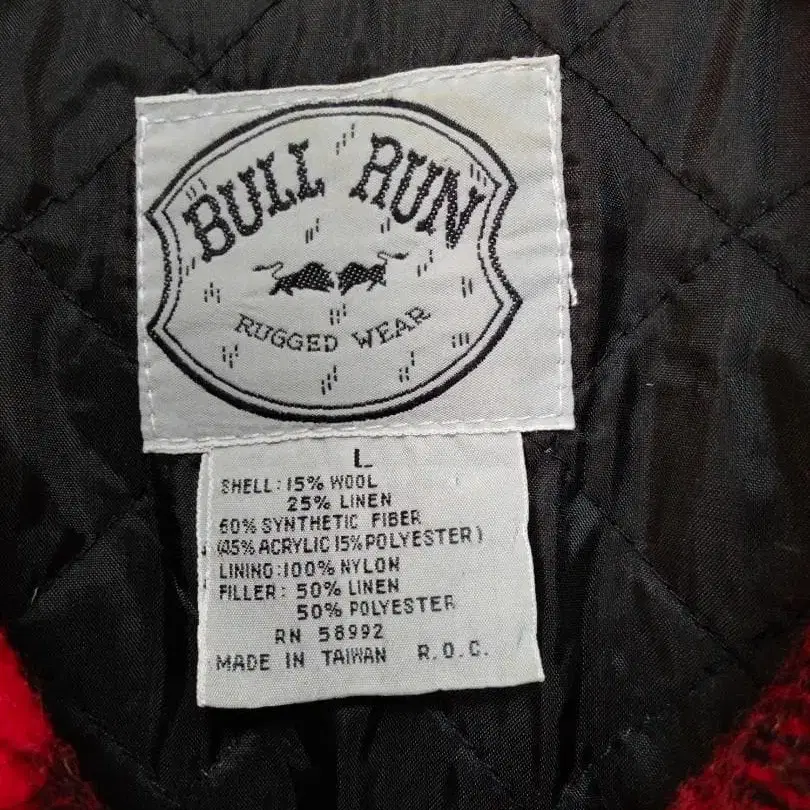 BULL RUN
RUGGED WEAR
L
SHELL: 15% WOOL
25% LINEN
60% SYNTHETIC FIBER
(45% ACRYLIC 15% POLYESTER)
LINING: 100% NYLON
FILLER: 50% LINEN
50% POLYESTER
RN 58992
MADE IN TAIWAN R.O.C.